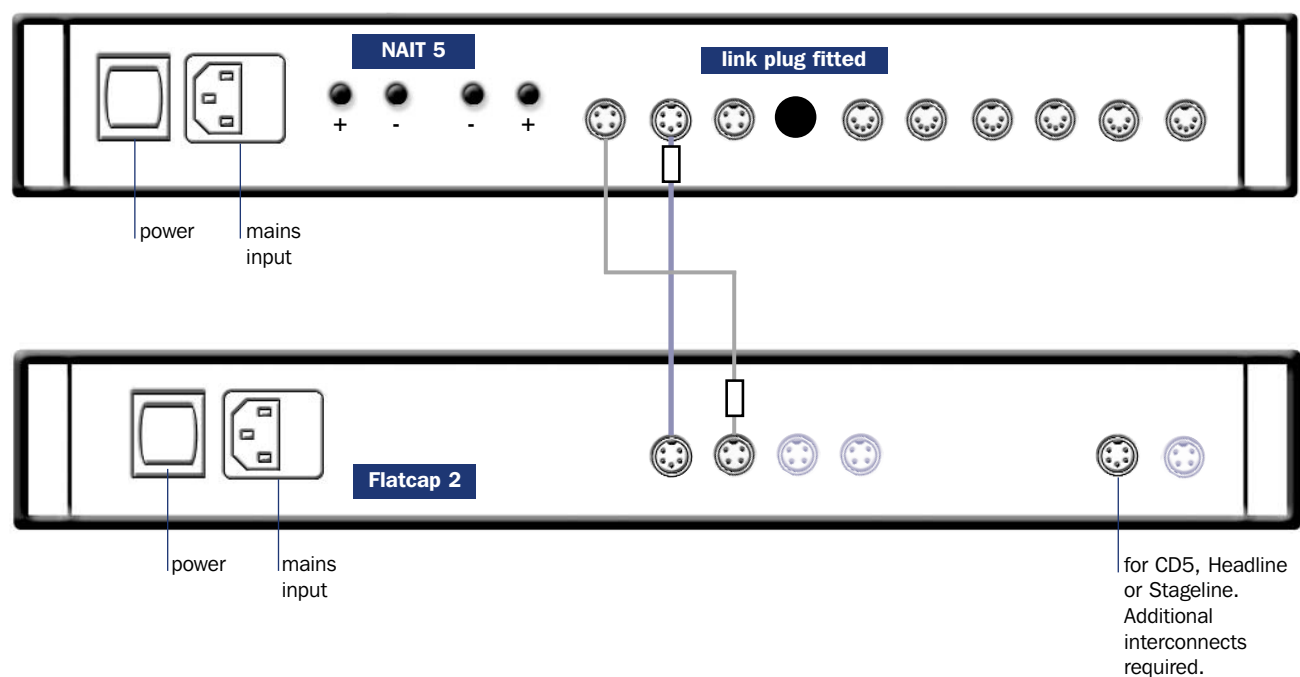 NAIT 5
link plug fitted
+ - - +
power
mains
input
Flatcap 2
power
mains
input
for CD5, Headline
or Stageline.
Additional
interconnects
required.